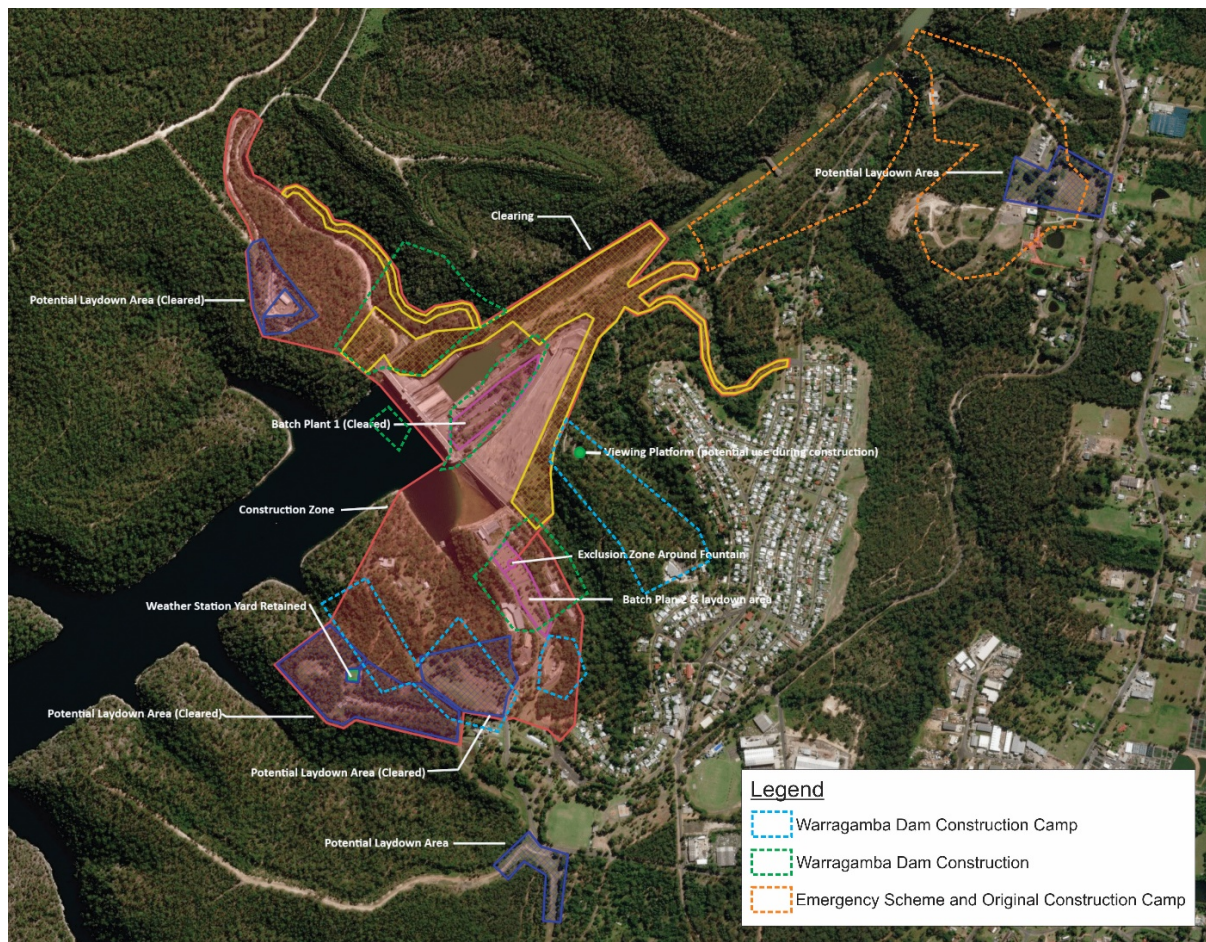 Potential Laydown Area
Clearing
Potential Laydown Area (Cleared)
Batch Plant 1 (Cleared)
Viewing Platform (potential use during construction)
Construction Zone
Exclusion Zone Around Fountain
Batch Plan 2 & laydown area
Weather Station Yard Retained
Potential Laydown Area (Cleared)
Potential Laydown Area (Cleared)
Potential Laydown Area
Legend
Warragamba Dam Construction Camp
Warragamba Dam Construction
Emergency Scheme and Original Construction Camp